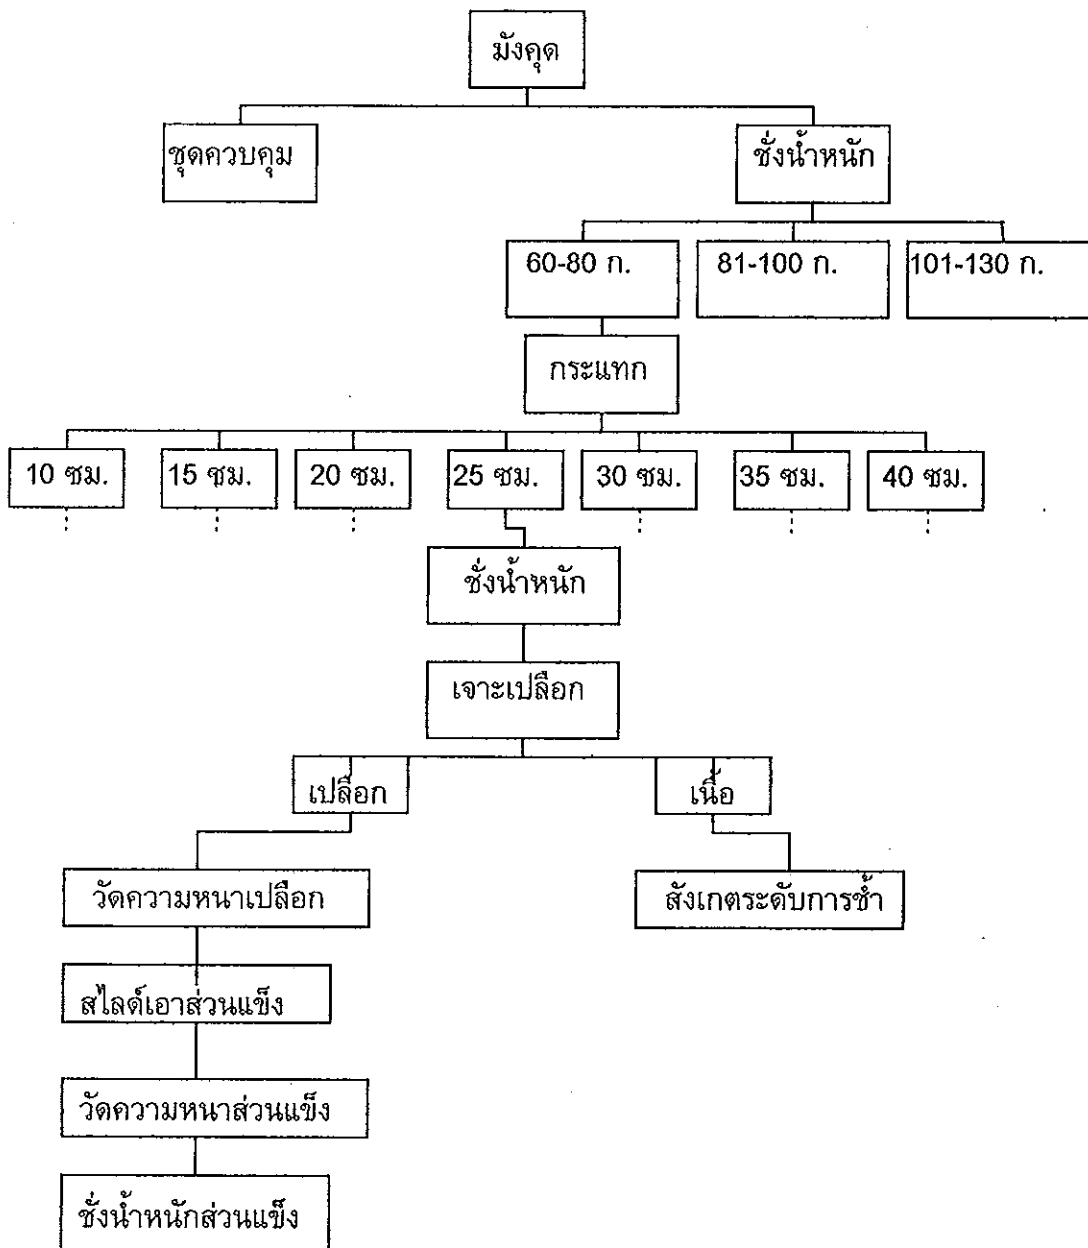 มังคุด
ชุดควบคุม
ชั่งน้ำหนัก
60-80 ก.
81-100 ก.
101-130 ก.
กระแทก
10 ซม.
15 ซม.
20 ซม.
25 ซม.
30 ซม.
35 ซม.
40 ซม.
ชั่งน้ำหนัก
เจาะเปลือก
เปลือก
เนื้อ
วัดความหนาเปลือก
สังเกตระดับการช้ำ
สไลด์เอาส่วนแข็ง
วัดความหนาส่วนแข็ง
ชั่งน้ำหนักส่วนแข็ง